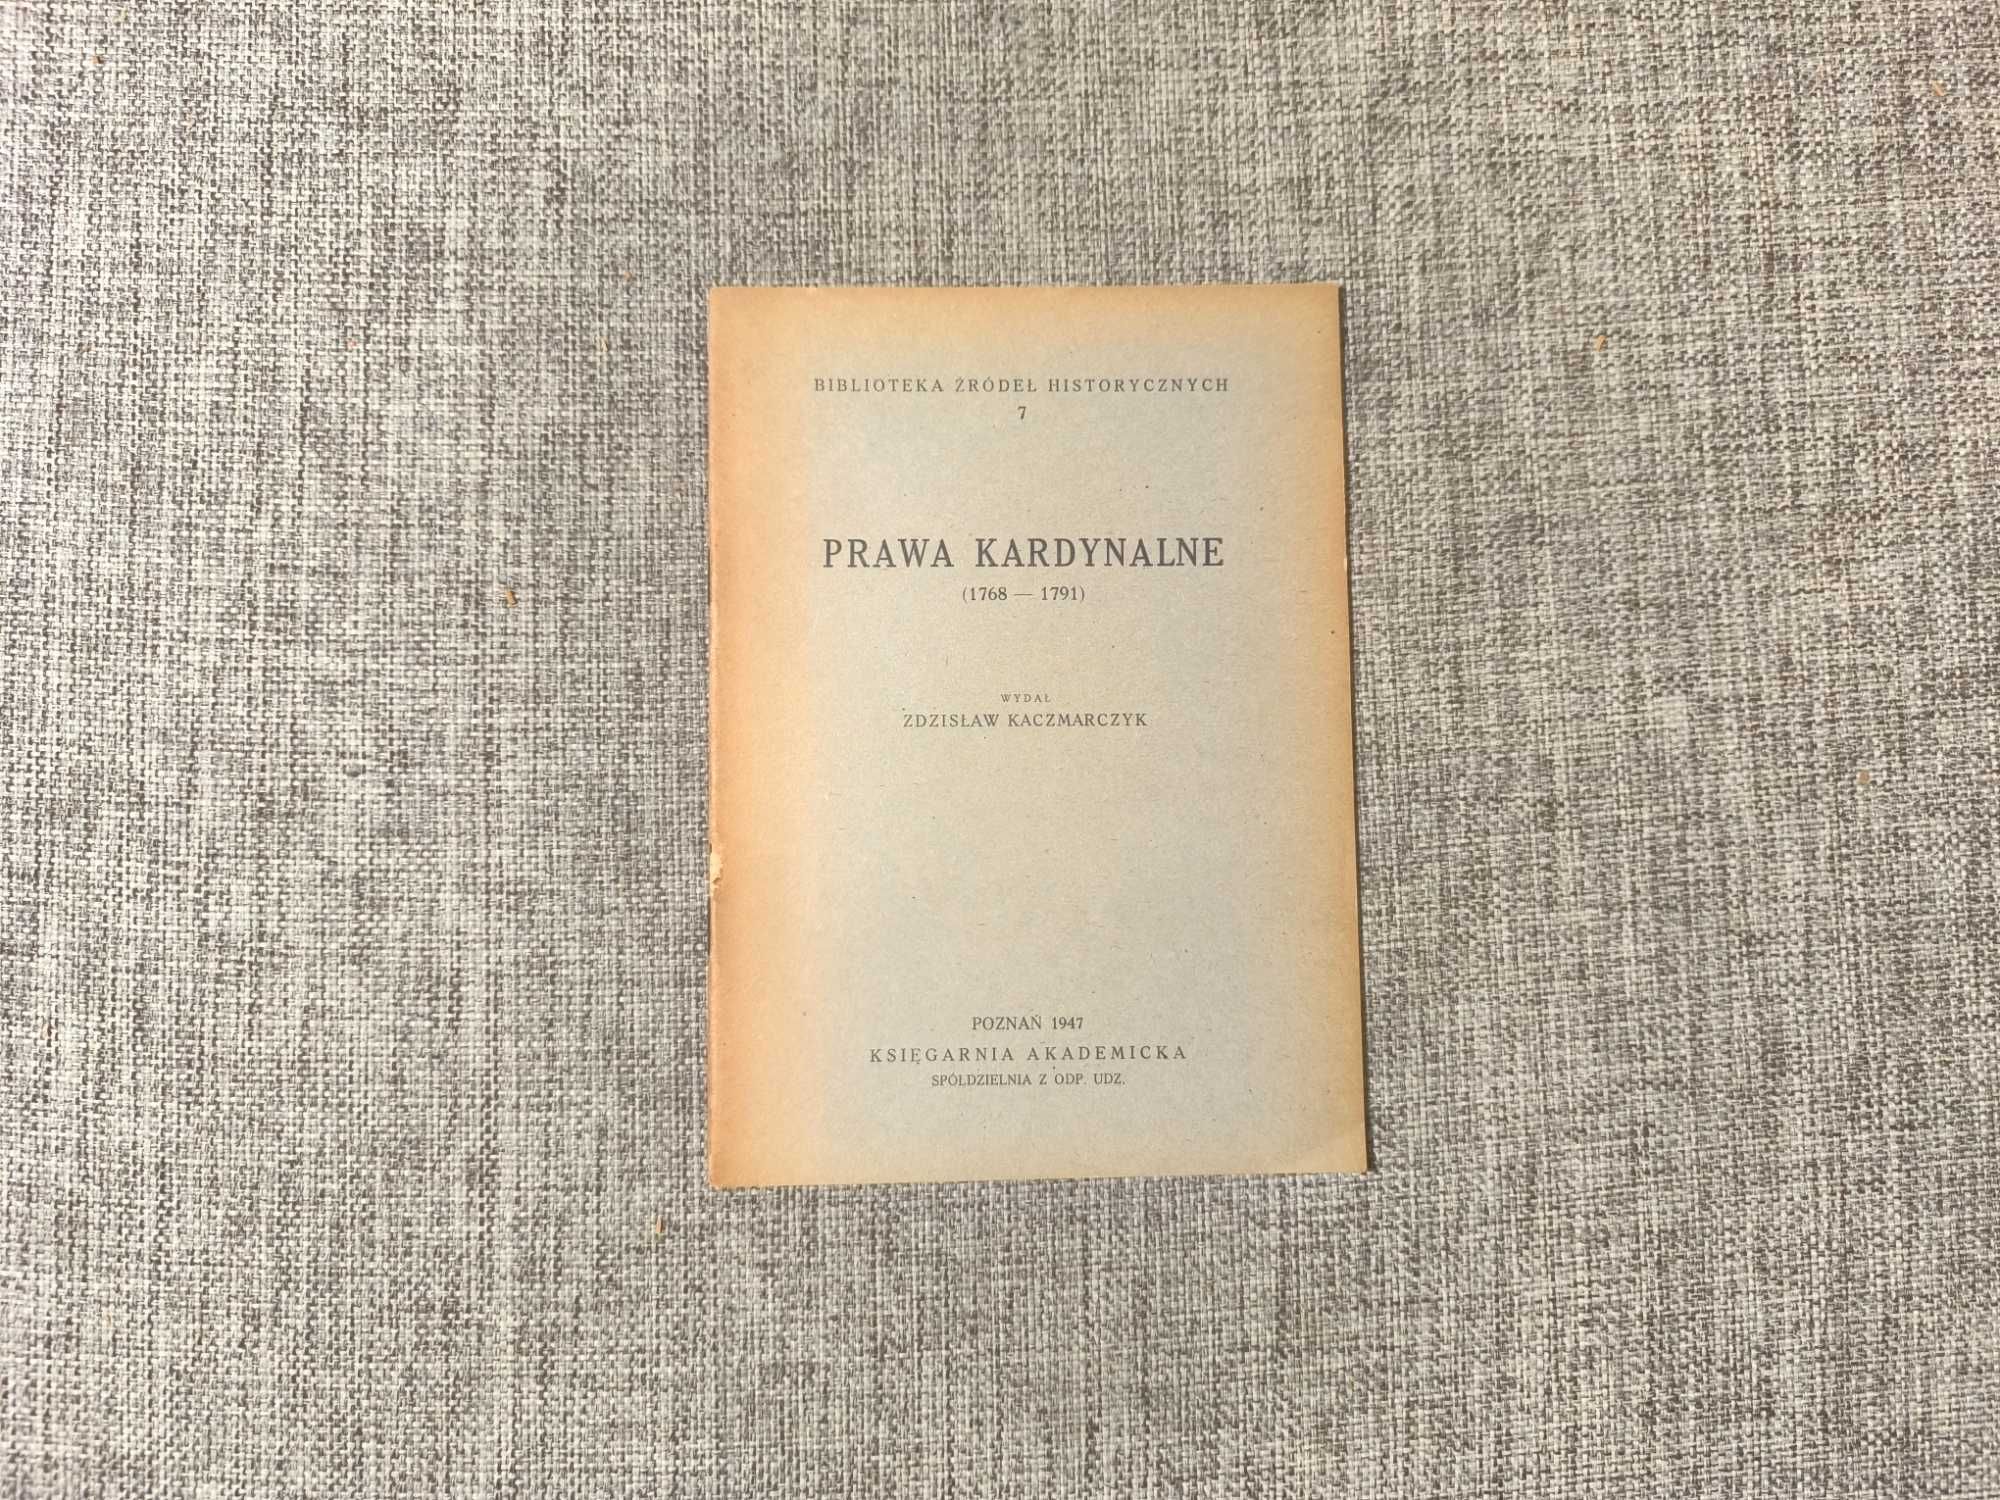 BIBLIOTEKA ŹRÓDEŁ HISTORYCZNYCH
7
PRAWA KARDYNALNE
(1768 — 1791)
WYDAŁ
ZDZISŁAW KACZMARCZYK
POZNAŃ 1947
KSIĘGARNIA AKADEMICKA
SPÓŁDZIELNIA Z ODP. UDZ.